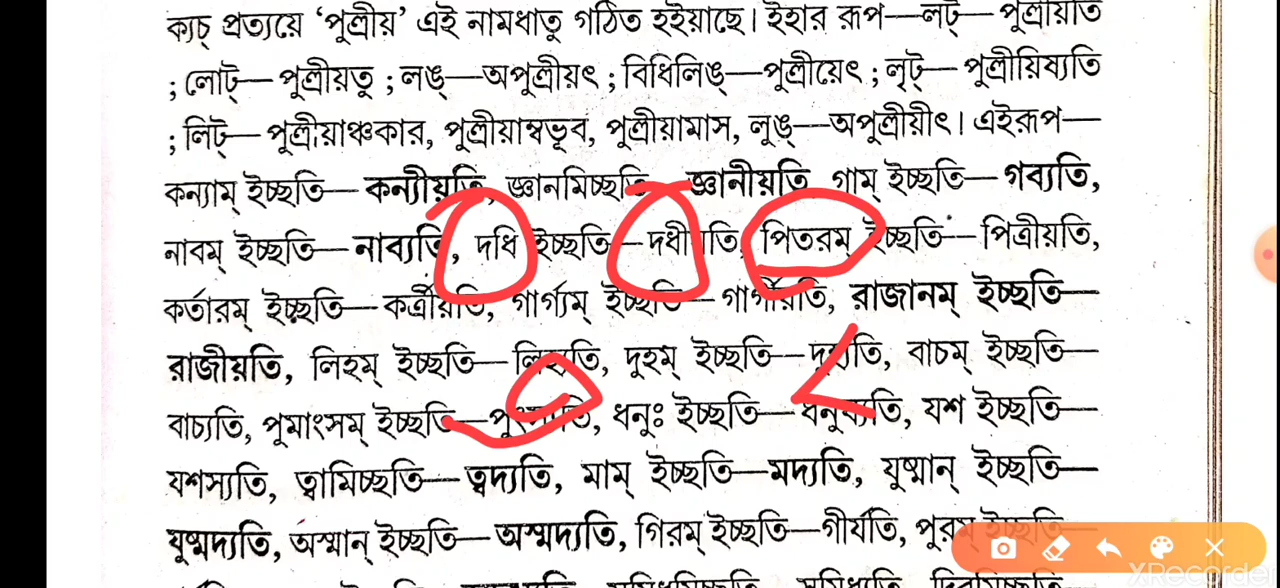 ক্যচ্ প্রত্যয়ে ‘পুত্রীয়’ এই নামধাতু গঠিত হইয়াছে। ইহার রূপ—লট্— পুত্রীয়তি
; লোট্— পুত্রীয়তু ; লঙ্—অপুত্রীয়ৎ ; বিধিলিঙ্—পুত্রীয়েৎ ; লৃট্— পুত্রীয়িষ্যতি
; লিট্— পুত্রীয়াঞ্চকার, পুত্রীয়াম্বভূব, পুত্রীয়ামাস, লুঙ্—অপুত্রীয়ীৎ। এইরূপ—
কন্যাম্ ইচ্ছতি— কন্যীয়তি, জ্ঞানমিচ্ছতি— জ্ঞানীয়তি গাম্ ইচ্ছতি— গব্যতি,
নাবম্ ইচ্ছতি— নাব্যতি, দধি ইচ্ছতি— দধীয়তি, পিতরম্ ইচ্ছতি— পিত্রীয়তি,
কর্তারম্ ইচ্ছতি— কর্ত্রীয়তি, গার্গ্যম্ ইচ্ছতি— গার্গীয়তি, রাজানম্ ইচ্ছতি—
রাজীয়তি, লিহম্ ইচ্ছতি— লিহ্যতি, দুহম্ ইচ্ছতি— দুহ্যতি, বাচম্ ইচ্ছতি—
বাচ্যতি, পুমাংসম্ ইচ্ছতি— পুংস্যতি, ধনুঃ ইচ্ছতি— ধনুষ্যতি, যশ ইচ্ছতি—
যশস্যতি, ত্বামিচ্ছতি— ত্বদ্যতি, মাম্ ইচ্ছতি— মদ্যতি, যুষ্মান্ ইচ্ছতি—
যুষ্মদ্যতি, অস্মান্ ইচ্ছতি— অস্মদ্যতি, গিরম্ ইচ্ছতি— গীর্যতি, পুরম্ ইচ্ছতি—
XRecorder